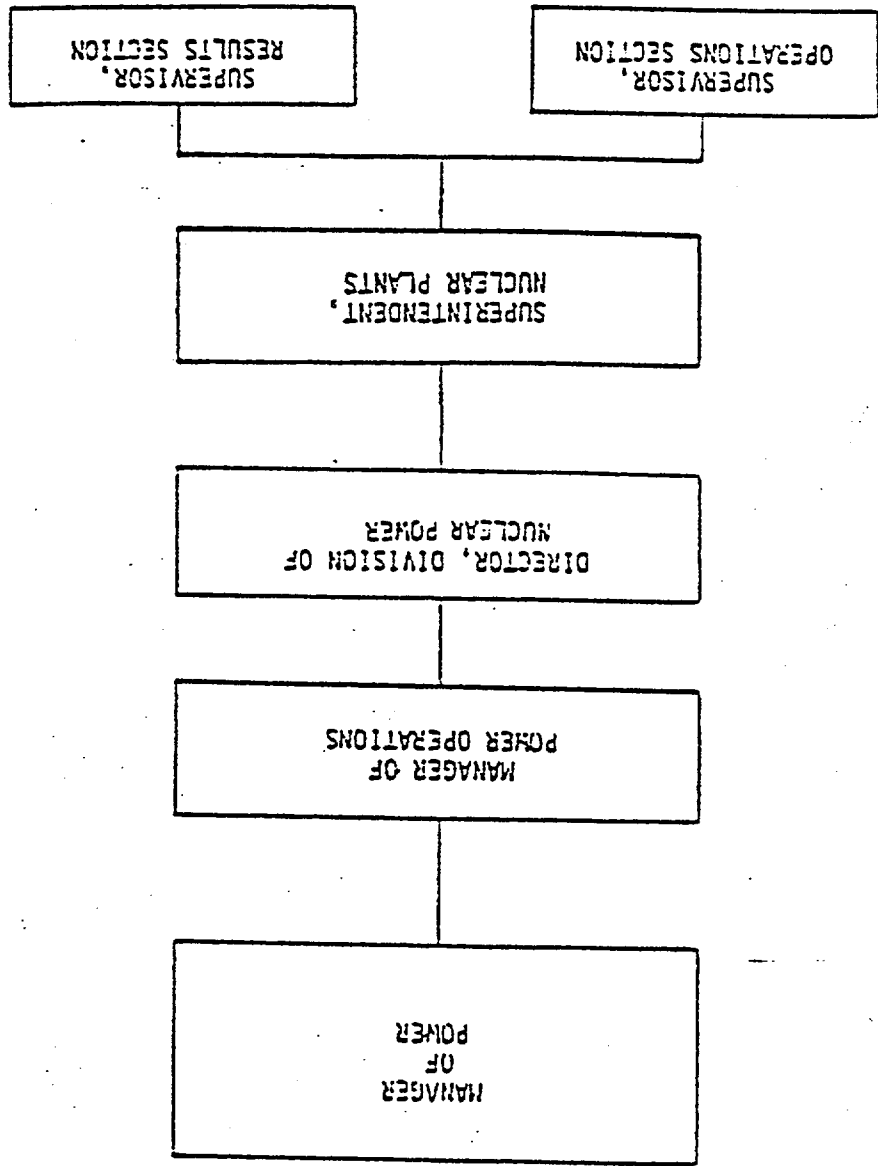 MANAGER
OF
POWER
MANAGER OF
POWER OPERATIONS
DIRECTOR, DIVISION OF
NUCLEAR POWER
SUPERINTENDENT,
NUCLEAR PLANTS
SUPERVISOR,
OPERATIONS SECTION
SUPERVISOR,
RESULTS SECTION